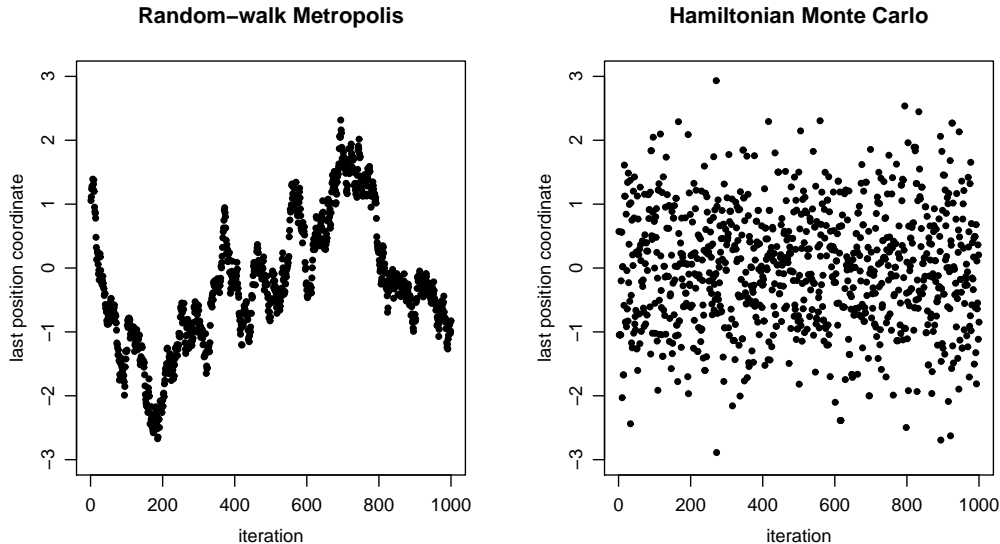 Random−walk Metropolis
last position coordinate
3
2
1
0
−1
−2
−3
0 200 400 600 800 1000
iteration
Hamiltonian Monte Carlo
last position coordinate
3
2
1
0
−1
−2
−3
0 200 400 600 800 1000
iteration